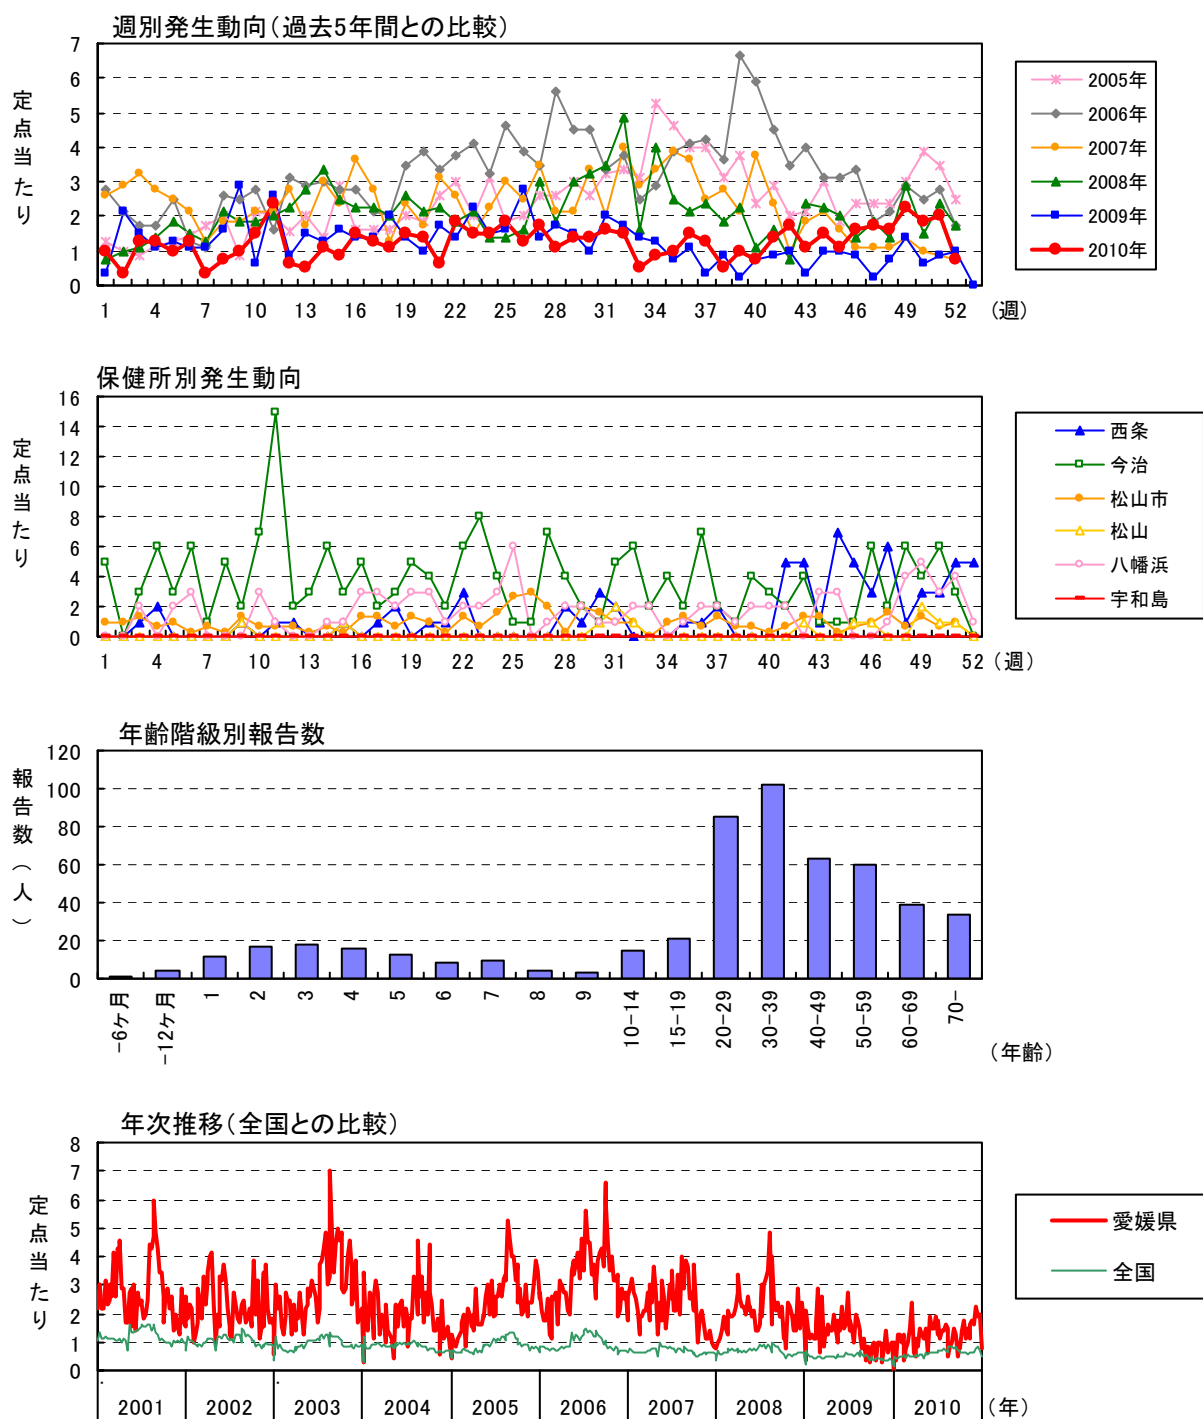 週別発生動向(過去5年間との比較)
定点当たり
7
6
5
4
3
2
1
0
1 4 7 10 13 16 19 22 25 28 31 34 37 40 43 46 49 52 (週)
2005年
2006年
2007年
2008年
2009年
2010年
保健所別発生動向
定点当たり
16
14
12
10
8
6
4
2
0
1 4 7 10 13 16 19 22 25 28 31 34 37 40 43 46 49 52 (週)
西条
今治
松山市
松山
八幡浜
宇和島
年齢階級別報告数
報告数(人)
120
100
80
60
40
20
0
-6ヶ月 -12ヶ月 1 2 3 4 5 6 7 8 9 10-14 15-19 20-29 30-39 40-49 50-59 60-69 70-
(年齢)
年次推移(全国との比較)
定点当たり
8
7
6
5
4
3
2
1
0
2001 2002 2003 2004 2005 2006 2007 2008 2009 2010 (年)
愛媛県
全国